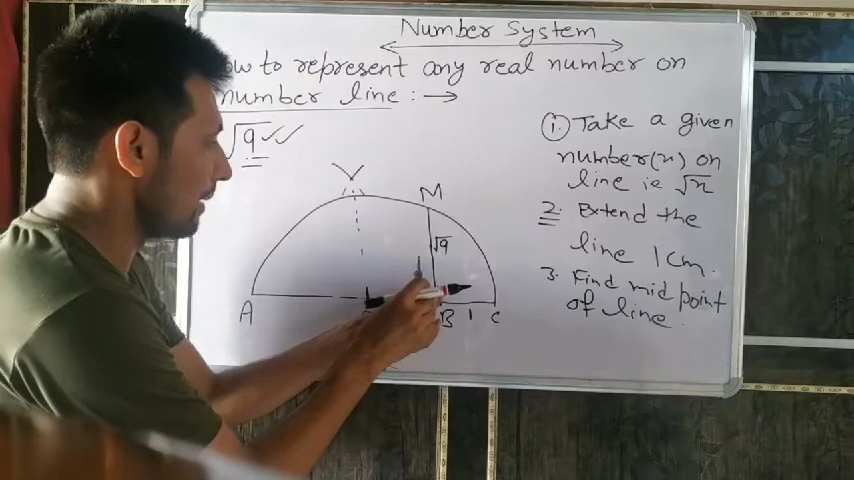 Number System
ow to represent any real number on
number line : →
√9 ✓✓
M
√9
A
B 1 C
1. Take a given
number(n) on
line ie √n
2. Extend the
line 1cm.
3. Find mid point
of line.